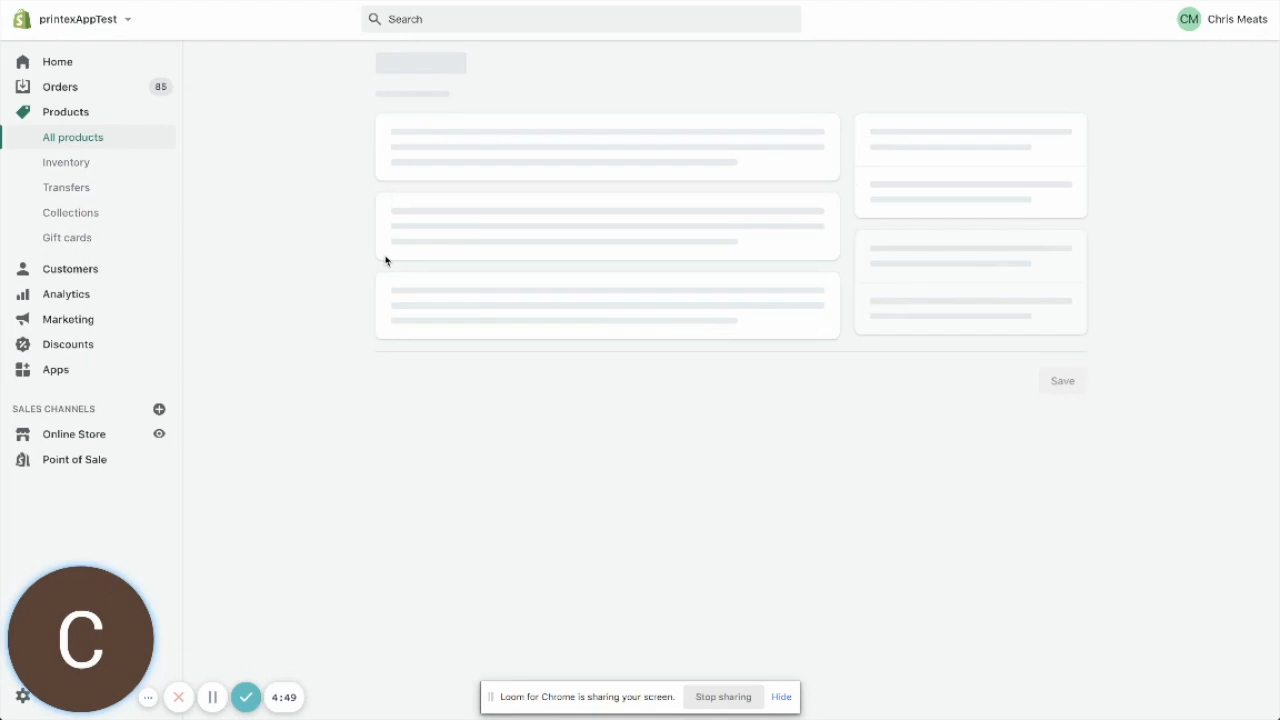 printexAppTest
Search
CM
Chris Meats
Home
Orders
85
Products
All products
Inventory
Transfers
Collections
Gift cards
Customers
Analytics
Marketing
Discounts
Apps
SALES CHANNELS
Online Store
Point of Sale
Save
C
4:49
Loom for Chrome is sharing your screen.
Stop sharing
Hide